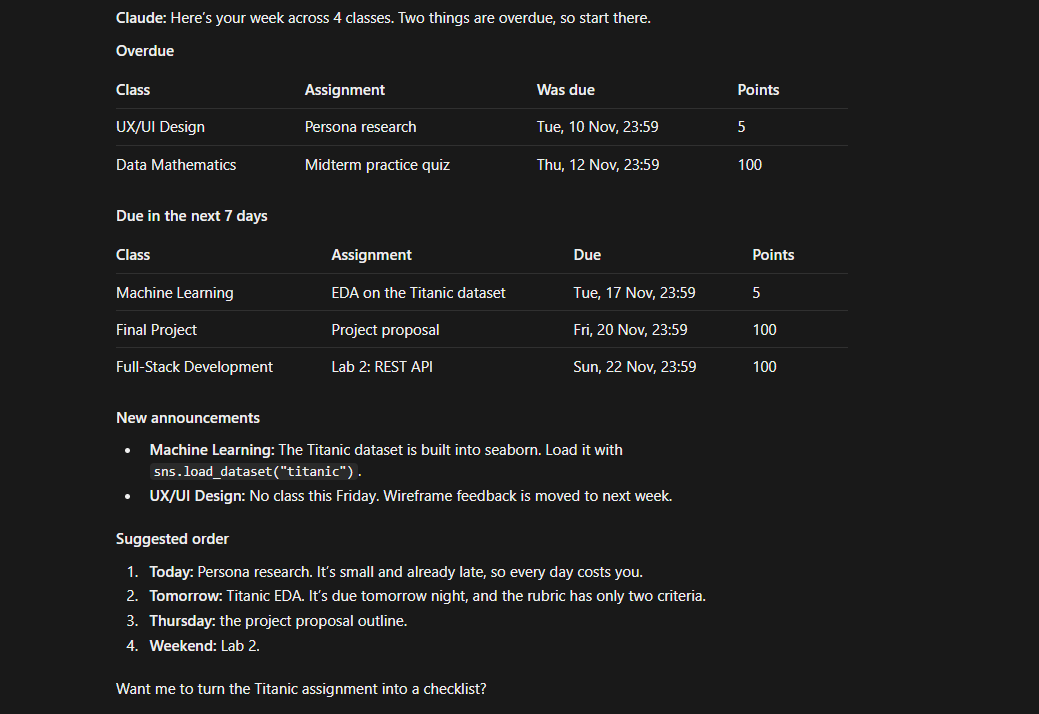 Claude: Here’s your week across 4 classes. Two things are overdue, so start there.
Overdue
Class Assignment Was due Points
UX/UI Design Persona research Tue, 10 Nov, 23:59 5
Data Mathematics Midterm practice quiz Thu, 12 Nov, 23:59 100
Due in the next 7 days
Class Assignment Due Points
Machine Learning EDA on the Titanic dataset Tue, 17 Nov, 23:59 5
Final Project Project proposal Fri, 20 Nov, 23:59 100
Full-Stack Development Lab 2: REST API Sun, 22 Nov, 23:59 100
New announcements
• Machine Learning: The Titanic dataset is built into seaborn. Load it with
sns.load_dataset("titanic").
• UX/UI Design: No class this Friday. Wireframe feedback is moved to next week.
Suggested order
1. Today: Persona research. It’s small and already late, so every day costs you.
2. Tomorrow: Titanic EDA. It’s due tomorrow night, and the rubric has only two criteria.
3. Thursday: the project proposal outline.
4. Weekend: Lab 2.
Want me to turn the Titanic assignment into a checklist?